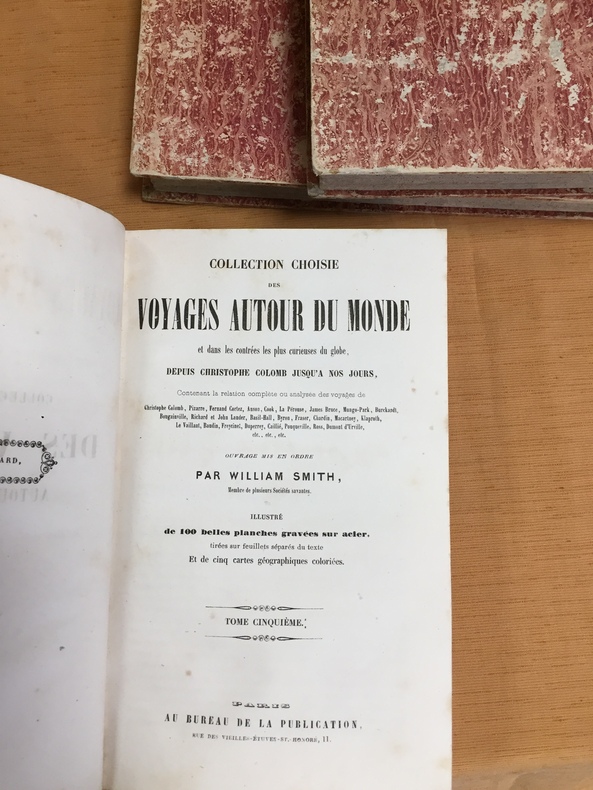 COLLECTION CHOISIE
DES
VOYAGES AUTOUR DU MONDE
et dans les contrées les plus curieuses du globe,
DEPUIS CHRISTOPHE COLOMB JUSQU'A NOS JOURS,
Contenant la relation complète ou analysée des voyages de
Christophe Colomb, Pizarre, Fernand Cortez, Anson, Cook, La Pérouse, James Bruce, Mungo-Park, Burckardt,
Bougainville, Richard et John Lander, Basil-Hall, Byron, Fraser, Chardin, Macartney, Klaproth,
Le Vaillant, Baudin, Freycinet, Duperrey, Caillié, Pouqueville, Ross, Dumont d'Urville,
etc., etc., etc.
OUVRAGE MIS EN ORDRE
PAR WILLIAM SMITH,
Membre de plusieurs Sociétés savantes.
ILLUSTRÉ
de 100 belles planches gravées sur acier,
tirées sur feuillets séparés du texte
Et de cinq cartes géographiques coloriées.
TOME CINQUIÈME.
PARIS
AU BUREAU DE LA PUBLICATION,
RUE DES VIEILLES-ÉTUVES-ST.-HONORÉ, 11.
ARD,